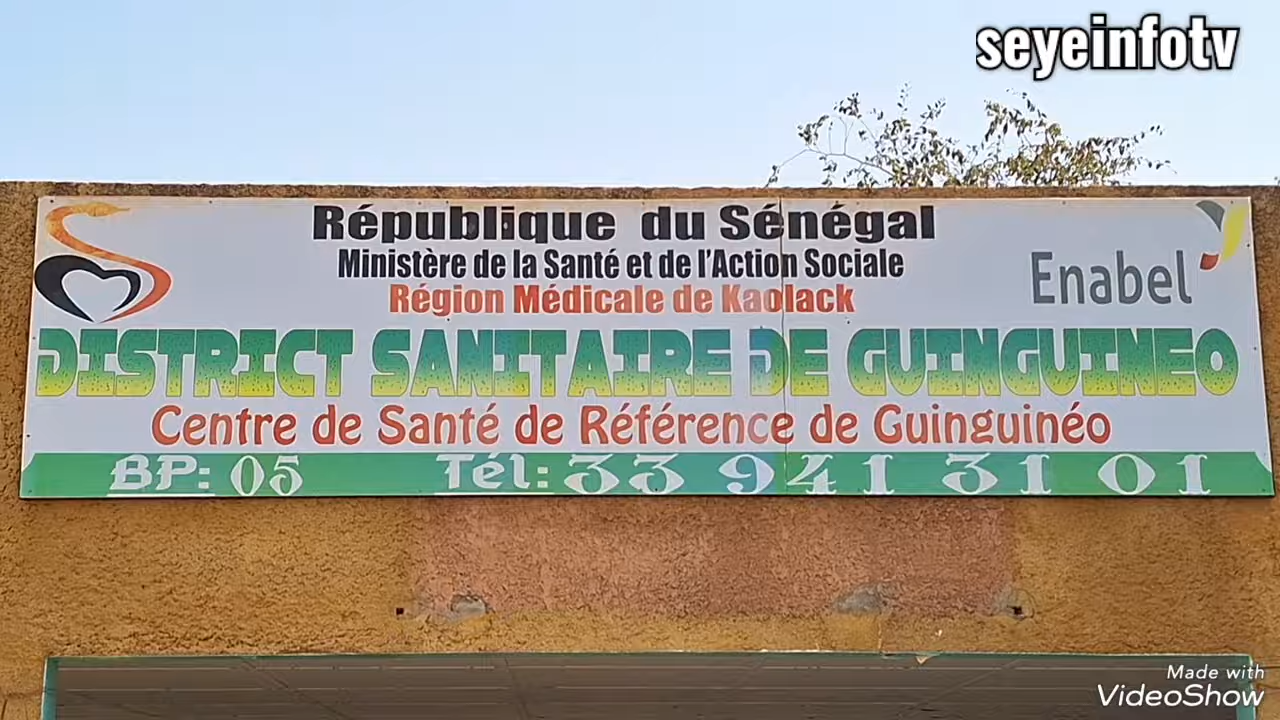 seyeinfotv
République du Sénégal
Ministère de la Santé et de l'Action Sociale
Région Médicale de Kaolack
Enabel
DISTRICT SANITAIRE DE GUINGUINEO
Centre de Santé de Référence de Guinguinéo
BP: 05 Tél: 33 941 31 01
Made with
VideoShow